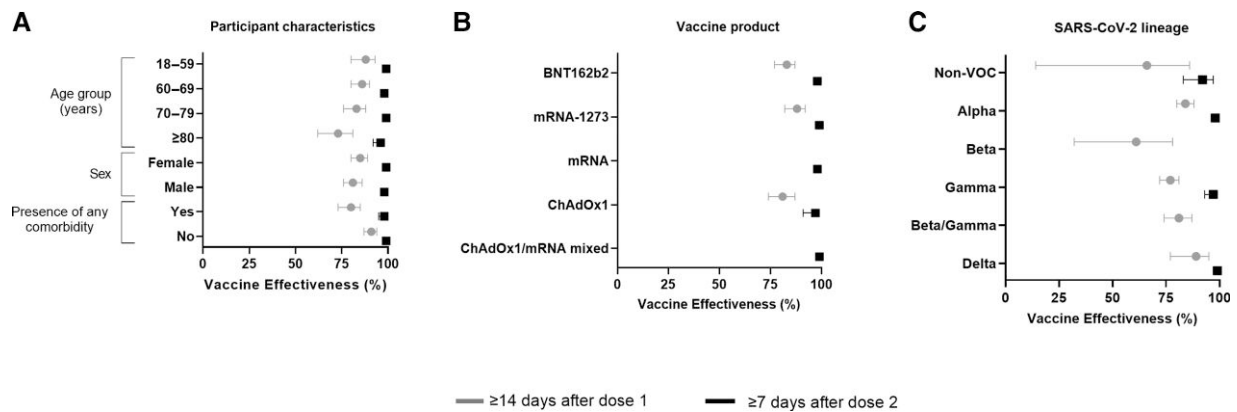 A
Participant characteristics
Age group
(years)
18–59
60–69
70–79
≥80
Sex
Female
Male
Presence of any
comorbidity
Yes
No
0 25 50 75 100
Vaccine Effectiveness (%)
B
Vaccine product
BNT162b2
mRNA-1273
mRNA
ChAdOx1
ChAdOx1/mRNA mixed
0 25 50 75 100
Vaccine Effectiveness (%)
C
SARS-CoV-2 lineage
Non-VOC
Alpha
Beta
Gamma
Beta/Gamma
Delta
0 25 50 75 100
Vaccine Effectiveness (%)
≥14 days after dose 1 ≥7 days after dose 2